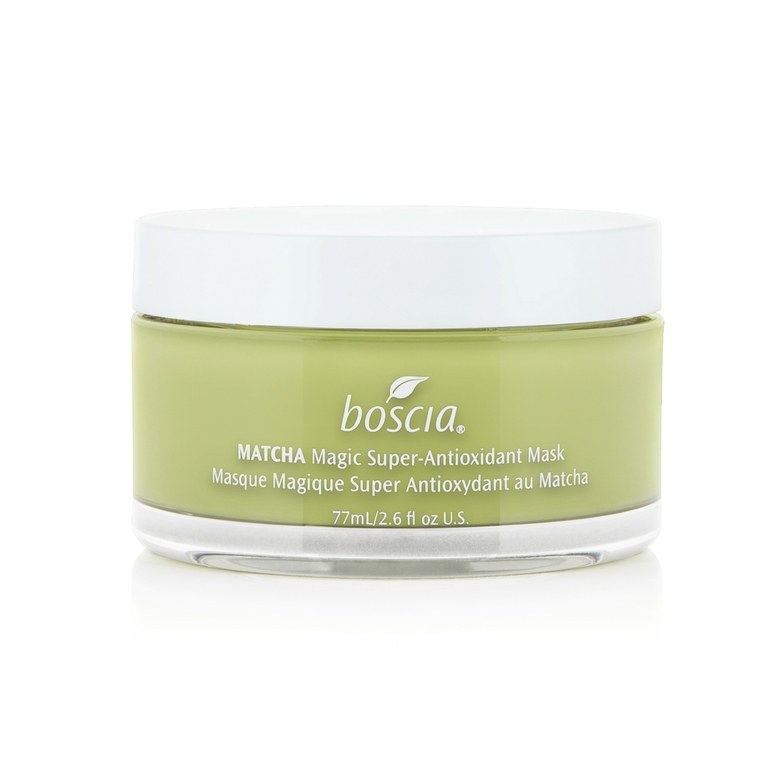 boscia®
MATCHA Magic Super-Antioxidant Mask
Masque Magique Super Antioxydant au Matcha
77mL/2.6 fl oz U.S.